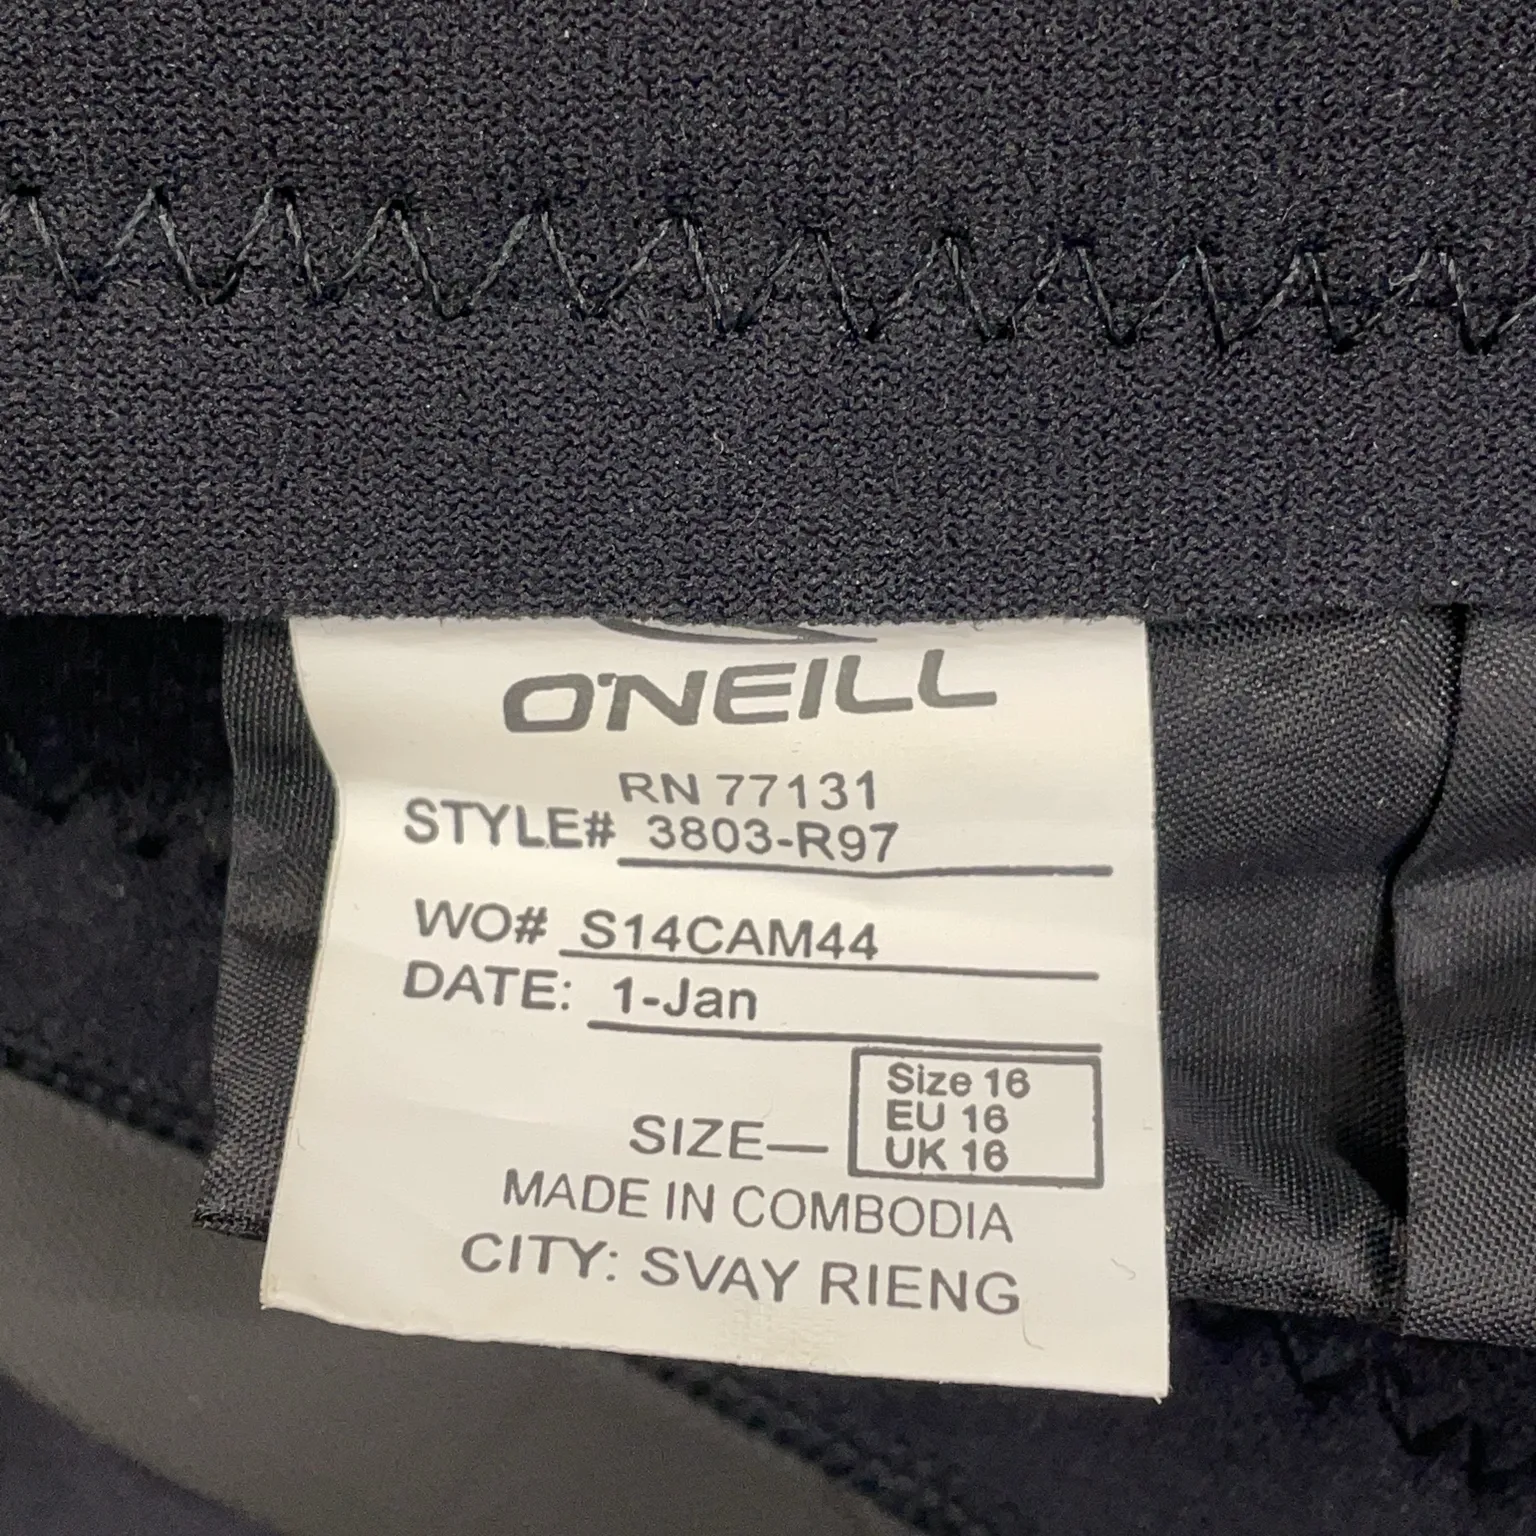 O'NEILL
RN 77131
STYLE# 3803-R97
WO# S14CAM44
DATE: 1-Jan
Size 16
EU 16
UK 16
SIZE—
MADE IN COMBODIA
CITY: SVAY RIENG